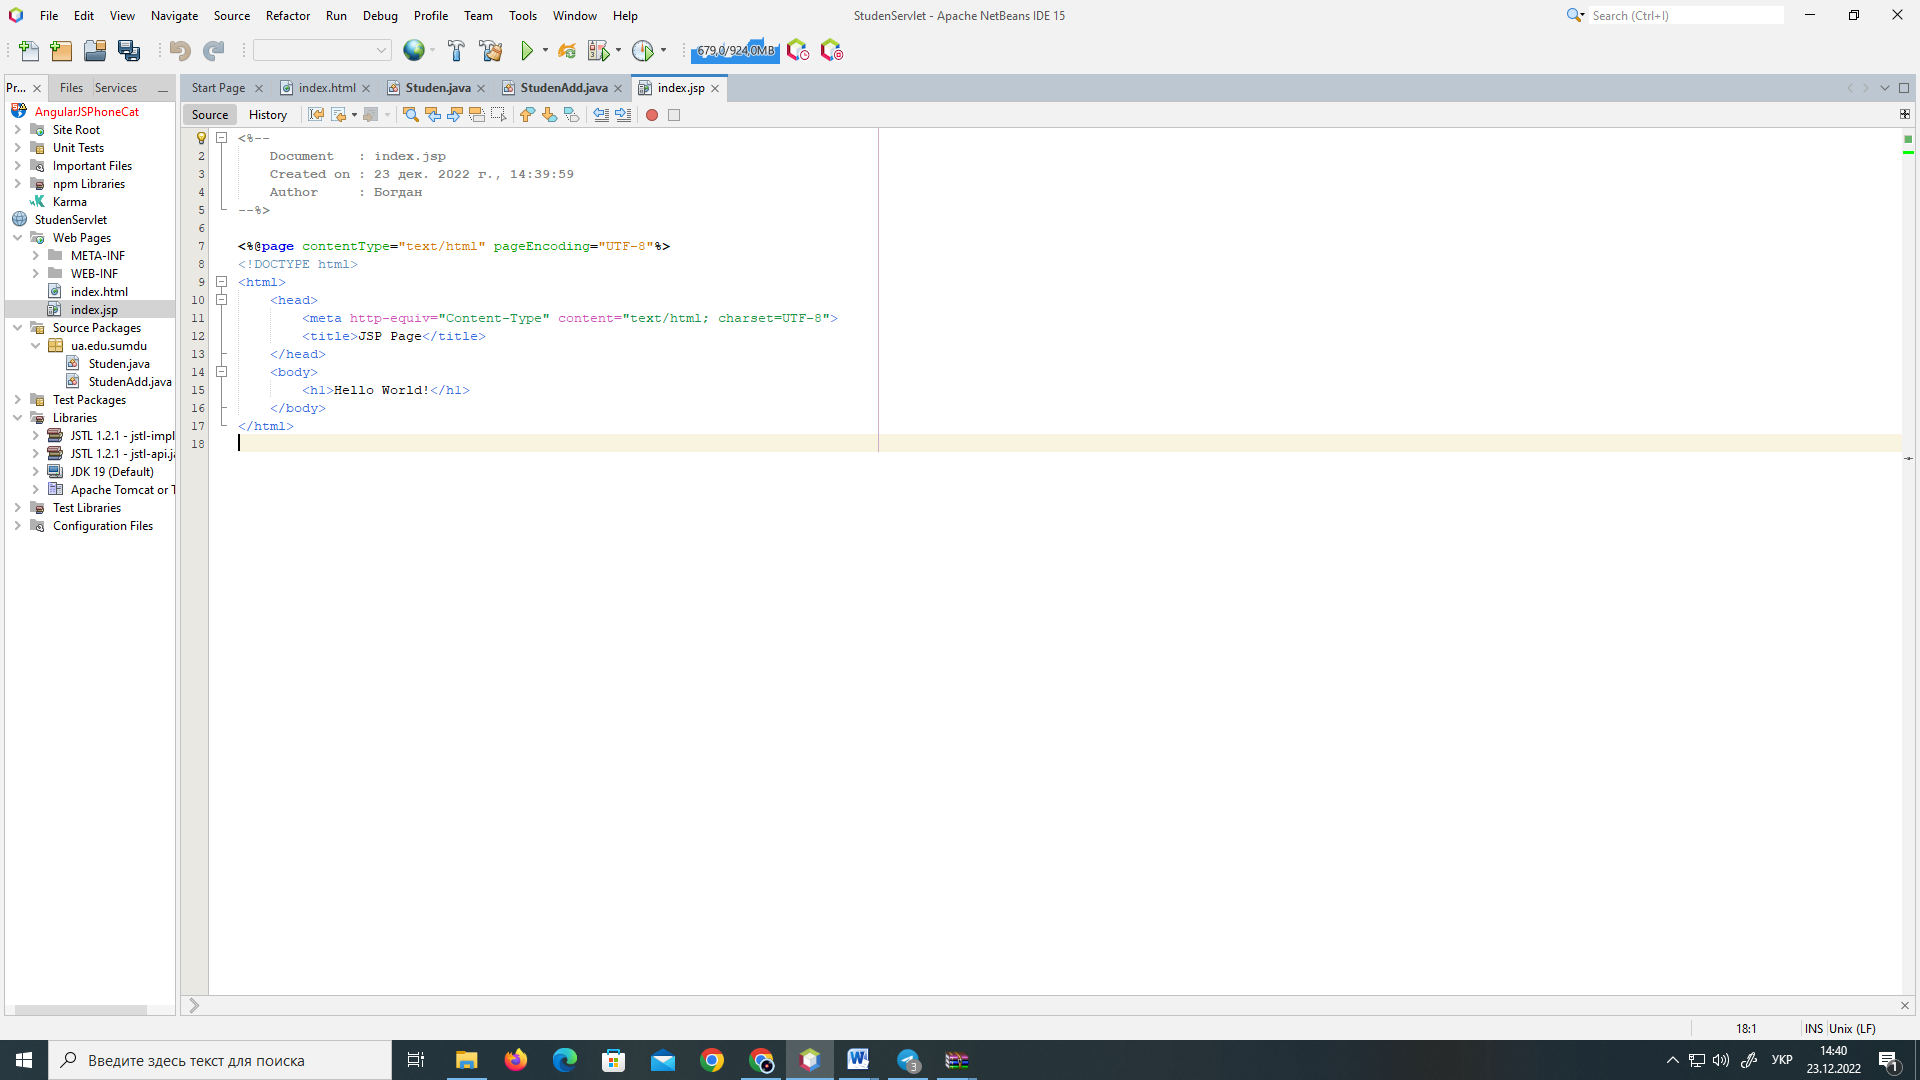 File Edit View Navigate Source Refactor Run Debug Profile Team Tools Window Help
StudenServlet - Apache NetBeans IDE 15
Search (Ctrl+I)
679,0/924,0MB
Pr... Files Services
Start Page index.html Studen.java StudenAdd.java index.jsp
Source History
AngularJSPhoneCat
Site Root
Unit Tests
Important Files
npm Libraries
Karma
StudenServlet
Web Pages
META-INF
WEB-INF
index.html
index.jsp
Source Packages
ua.edu.sumdu
Studen.java
StudenAdd.java
Test Packages
Libraries
JSTL 1.2.1 - jstl-impl
JSTL 1.2.1 - jstl-api.ja
JDK 19 (Default)
Apache Tomcat or T
Test Libraries
Configuration Files
<%--
2 Document : index.jsp
3 Created on : 23 дек. 2022 г., 14:39:59
4 Author : Богдан
5 --%>
6
7 <%@page contentType="text/html" pageEncoding="UTF-8"%>
8 <!DOCTYPE html>
9 <html>
10 <head>
11 <meta http-equiv="Content-Type" content="text/html; charset=UTF-8">
12 <title>JSP Page</title>
13 </head>
14 <body>
15 <h1>Hello World!</h1>
16 </body>
17 </html>
18
18:1 INS Unix (LF)
Введите здесь текст для поиска
3
УКР
14:40
23.12.2022
1